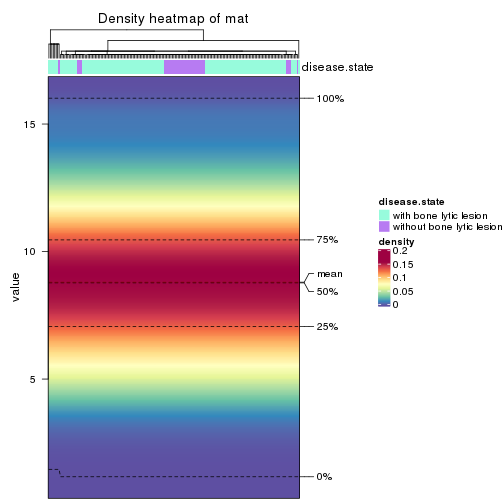 Density heatmap of mat
disease.state
100%
15
75%
10
mean
50%
25%
5
0%
value
disease.state
with bone lytic lesion
without bone lytic lesion
density
0.2
0.15
0.1
0.05
0